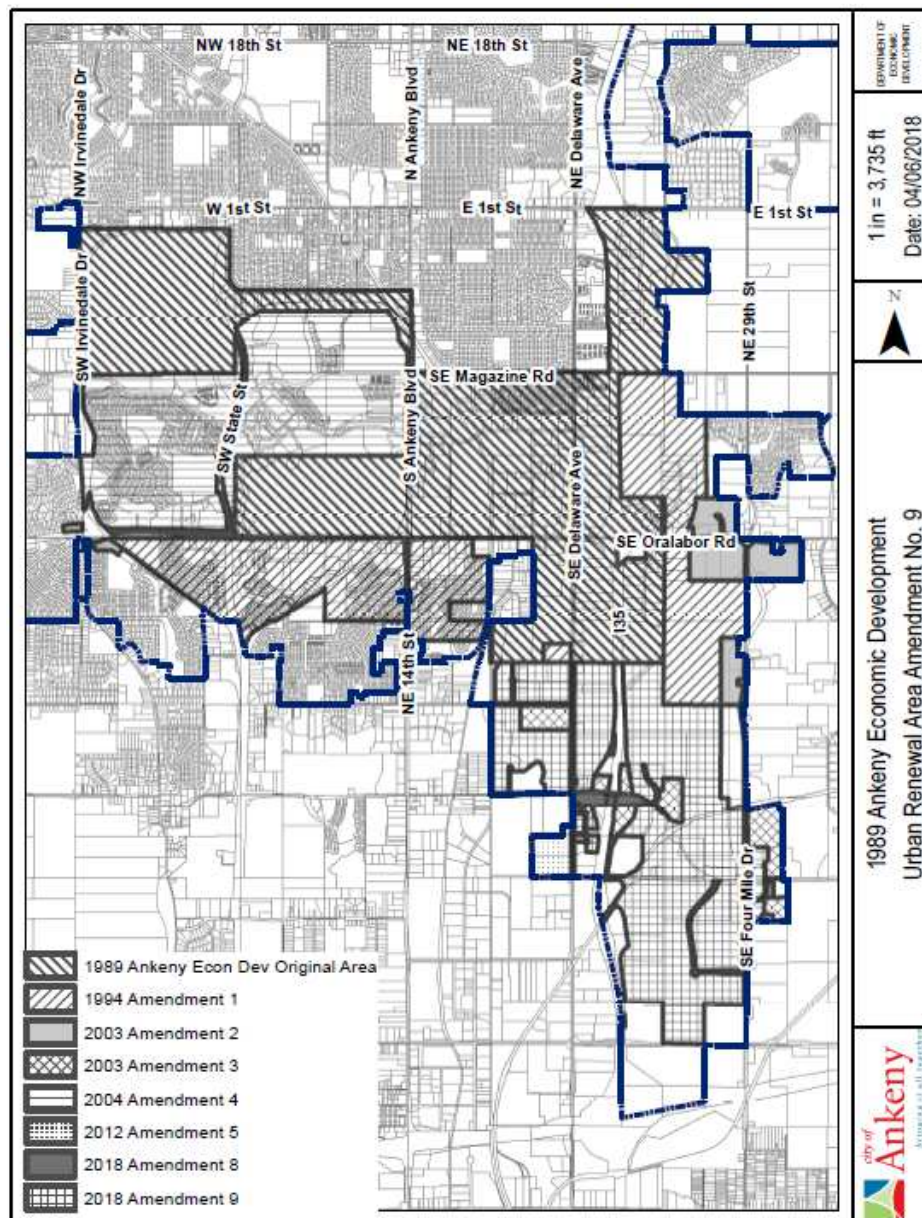 NW 18th St
NE 18th St
NW Irvinedale Dr
N Ankeny Blvd
NE Delaware Ave
W 1st St
E 1st St
E 1st St
SW Irvinedale Dr
SE Magazine Rd
NE 29th St
SW State St
S Ankeny Blvd
SE Delaware Ave
SE Oralabor Rd
I35
NE 14th St
SE Four Mile Dr
1989 Ankeny Econ Dev Original Area
1994 Amendment 1
2003 Amendment 2
2003 Amendment 3
2004 Amendment 4
2012 Amendment 5
2018 Amendment 8
2018 Amendment 9
DEPARTMENT OF
ECONOMIC
DEVELOPMENT
1 in = 3,735 ft
Date: 04/06/2018
N
1989 Ankeny Economic Development
Urban Renewal Area Amendment No. 9
city of
Ankeny